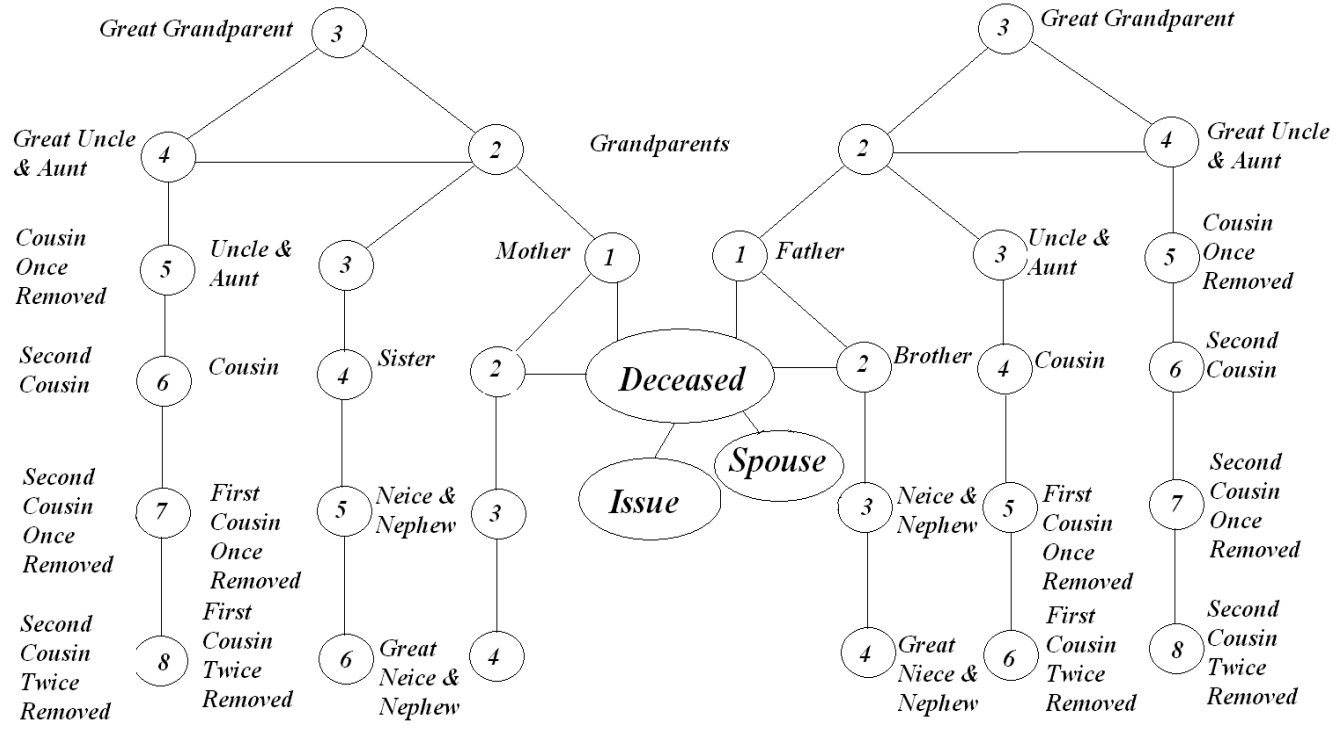 Great Grandparent
3
3
Great Grandparent
Great Uncle
& Aunt
4
2
Grandparents
2
4
Great Uncle
& Aunt
Cousin
Once
Removed
5
Uncle &
Aunt
3
Mother
1
1
Father
3
Uncle &
Aunt
5
Cousin
Once
Removed
Second
Cousin
6
Cousin
4
Sister
2
Deceased
2
Brother
4
Cousin
6
Second
Cousin
Issue
Spouse
Second
Cousin
Once
Removed
7
First
Cousin
Once
Removed
5
Neice &
Nephew
3
3
Neice &
Nephew
5
First
Cousin
Once
Removed
7
Second
Cousin
Once
Removed
Second
Cousin
Twice
Removed
8
First
Cousin
Twice
Removed
6
Great
Neice &
Nephew
4
4
Great
Niece &
Nephew
6
First
Cousin
Twice
Removed
8
Second
Cousin
Twice
Removed